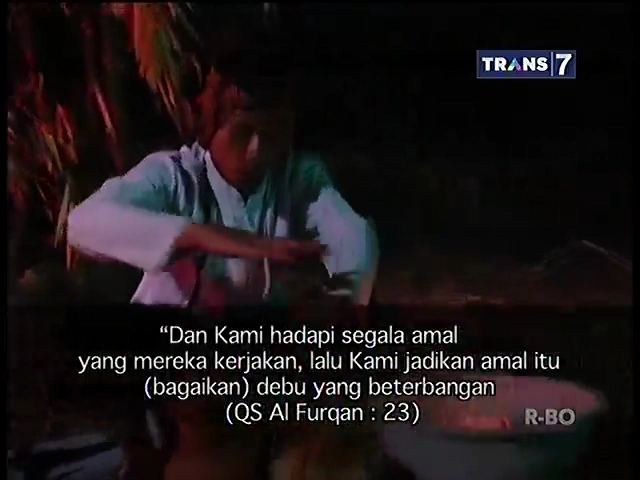 TRANS 7
“Dan Kami hadapi segala amal
yang mereka kerjakan, lalu Kami jadikan amal itu
(bagaikan) debu yang beterbangan
(QS Al Furqan : 23)
R-BO